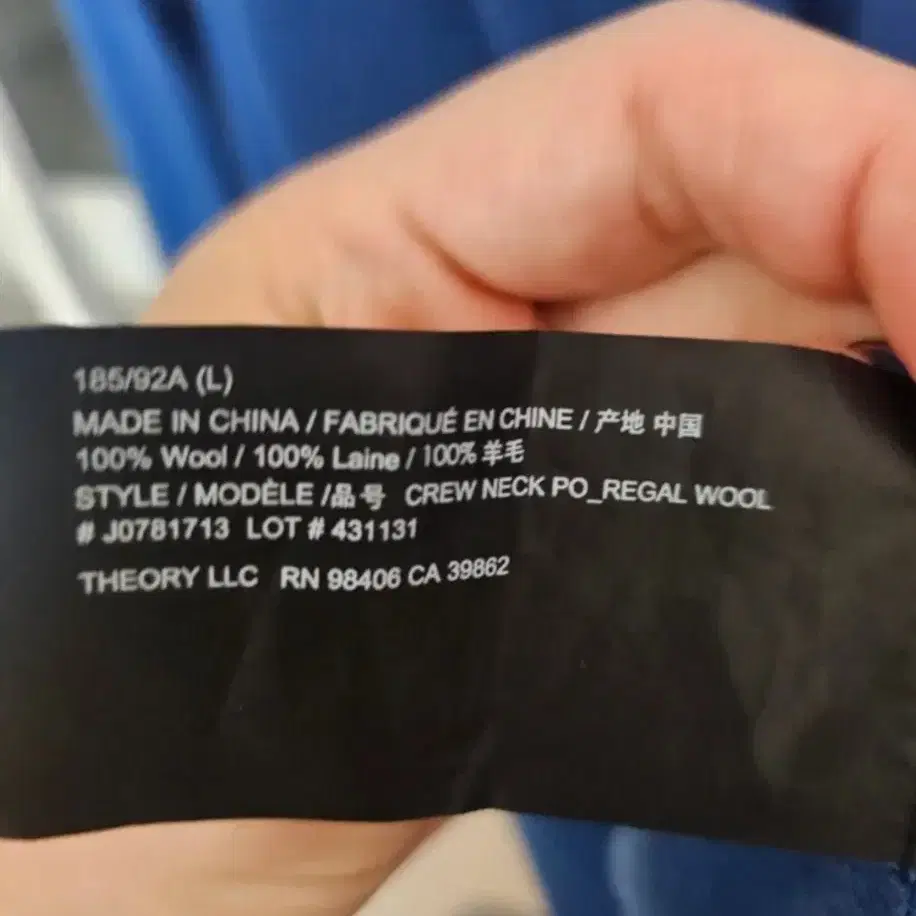 185/92A (L)
MADE IN CHINA / FABRIQUÉ EN CHINE / 产地 中国
100% Wool / 100% Laine / 100% 羊毛
STYLE / MODÈLE /品号 CREW NECK PO_REGAL WOOL
# J0781713 LOT # 431131
THEORY LLC RN 98406 CA 39862